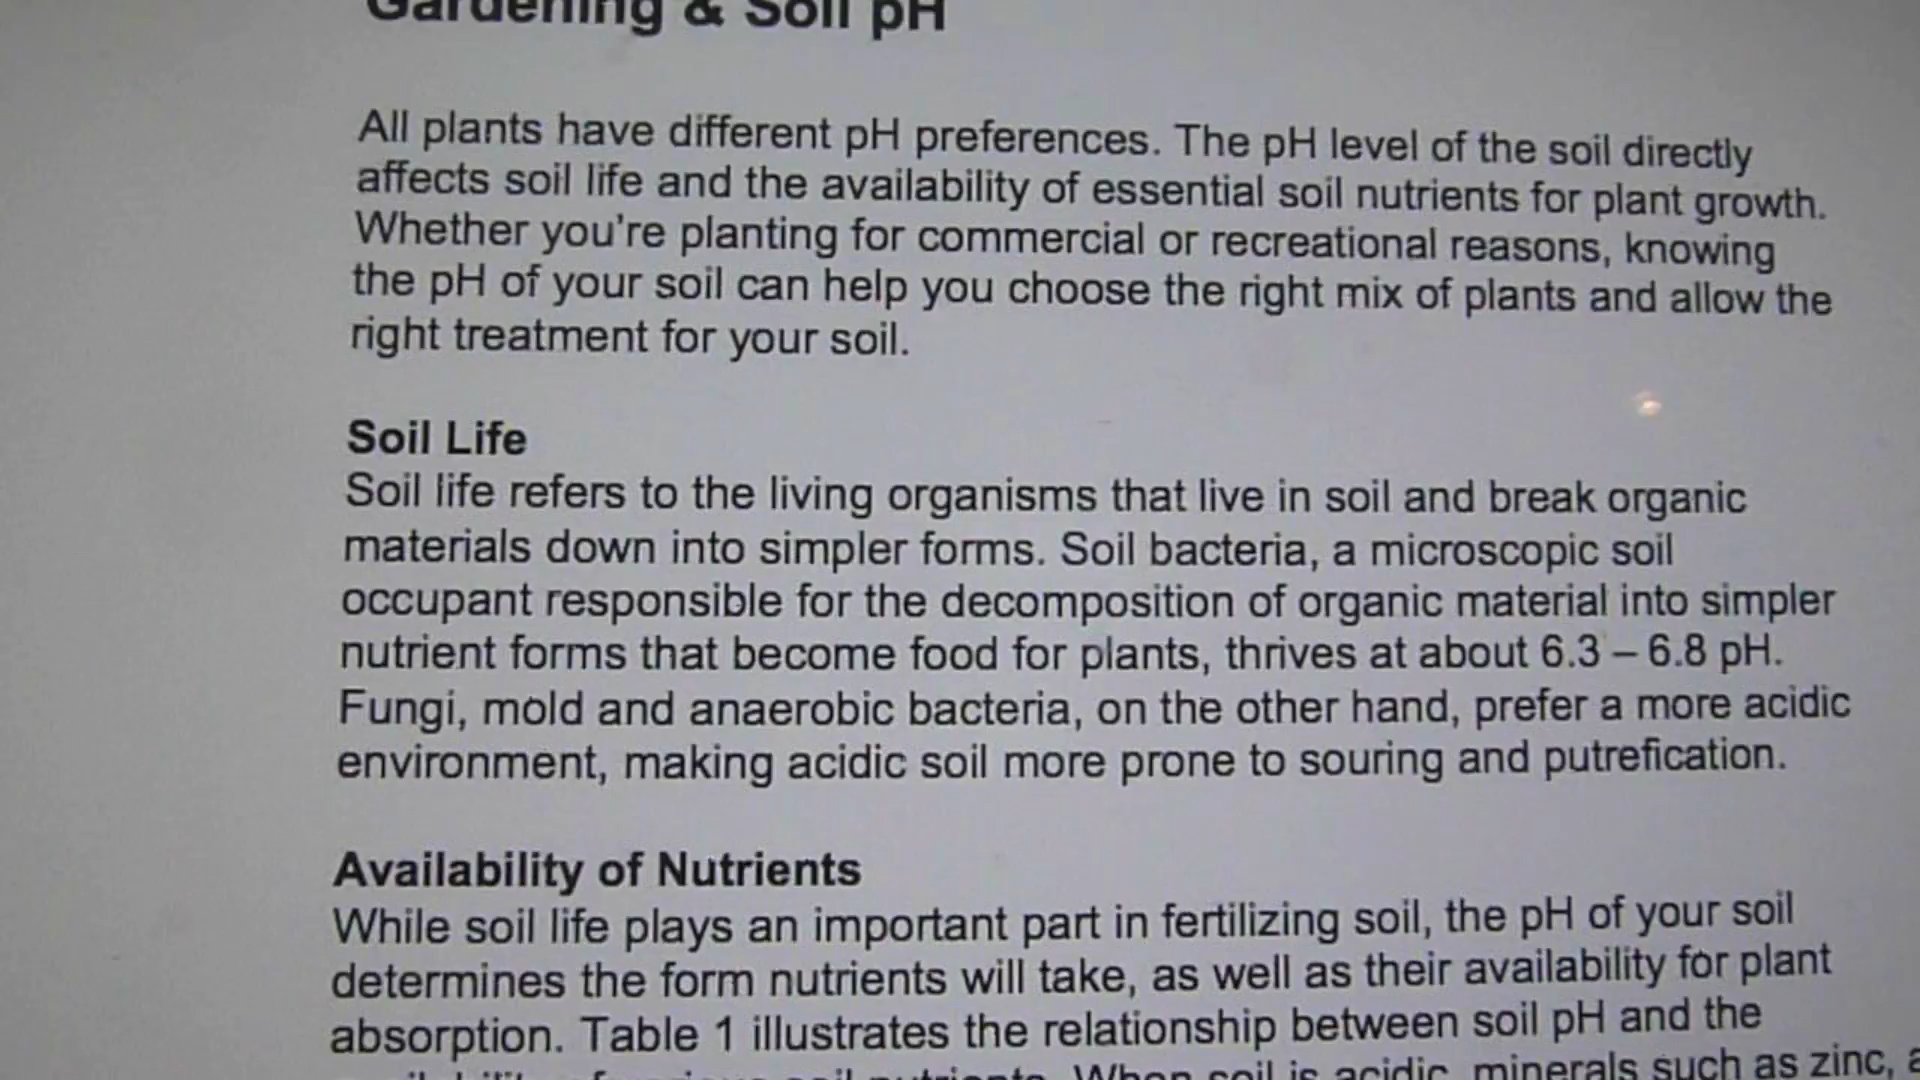 Gardening & Soil pH
All plants have different pH preferences. The pH level of the soil directly
affects soil life and the availability of essential soil nutrients for plant growth.
Whether you're planting for commercial or recreational reasons, knowing
the pH of your soil can help you choose the right mix of plants and allow the
right treatment for your soil.
Soil Life
Soil life refers to the living organisms that live in soil and break organic
materials down into simpler forms. Soil bacteria, a microscopic soil
occupant responsible for the decomposition of organic material into simpler
nutrient forms that become food for plants, thrives at about 6.3 – 6.8 pH.
Fungi, mold and anaerobic bacteria, on the other hand, prefer a more acidic
environment, making acidic soil more prone to souring and putrefication.
Availability of Nutrients
While soil life plays an important part in fertilizing soil, the pH of your soil
determines the form nutrients will take, as well as their availability for plant
absorption. Table 1 illustrates the relationship between soil pH and the
soil nutrients. When soil is acidic, minerals such as zinc,